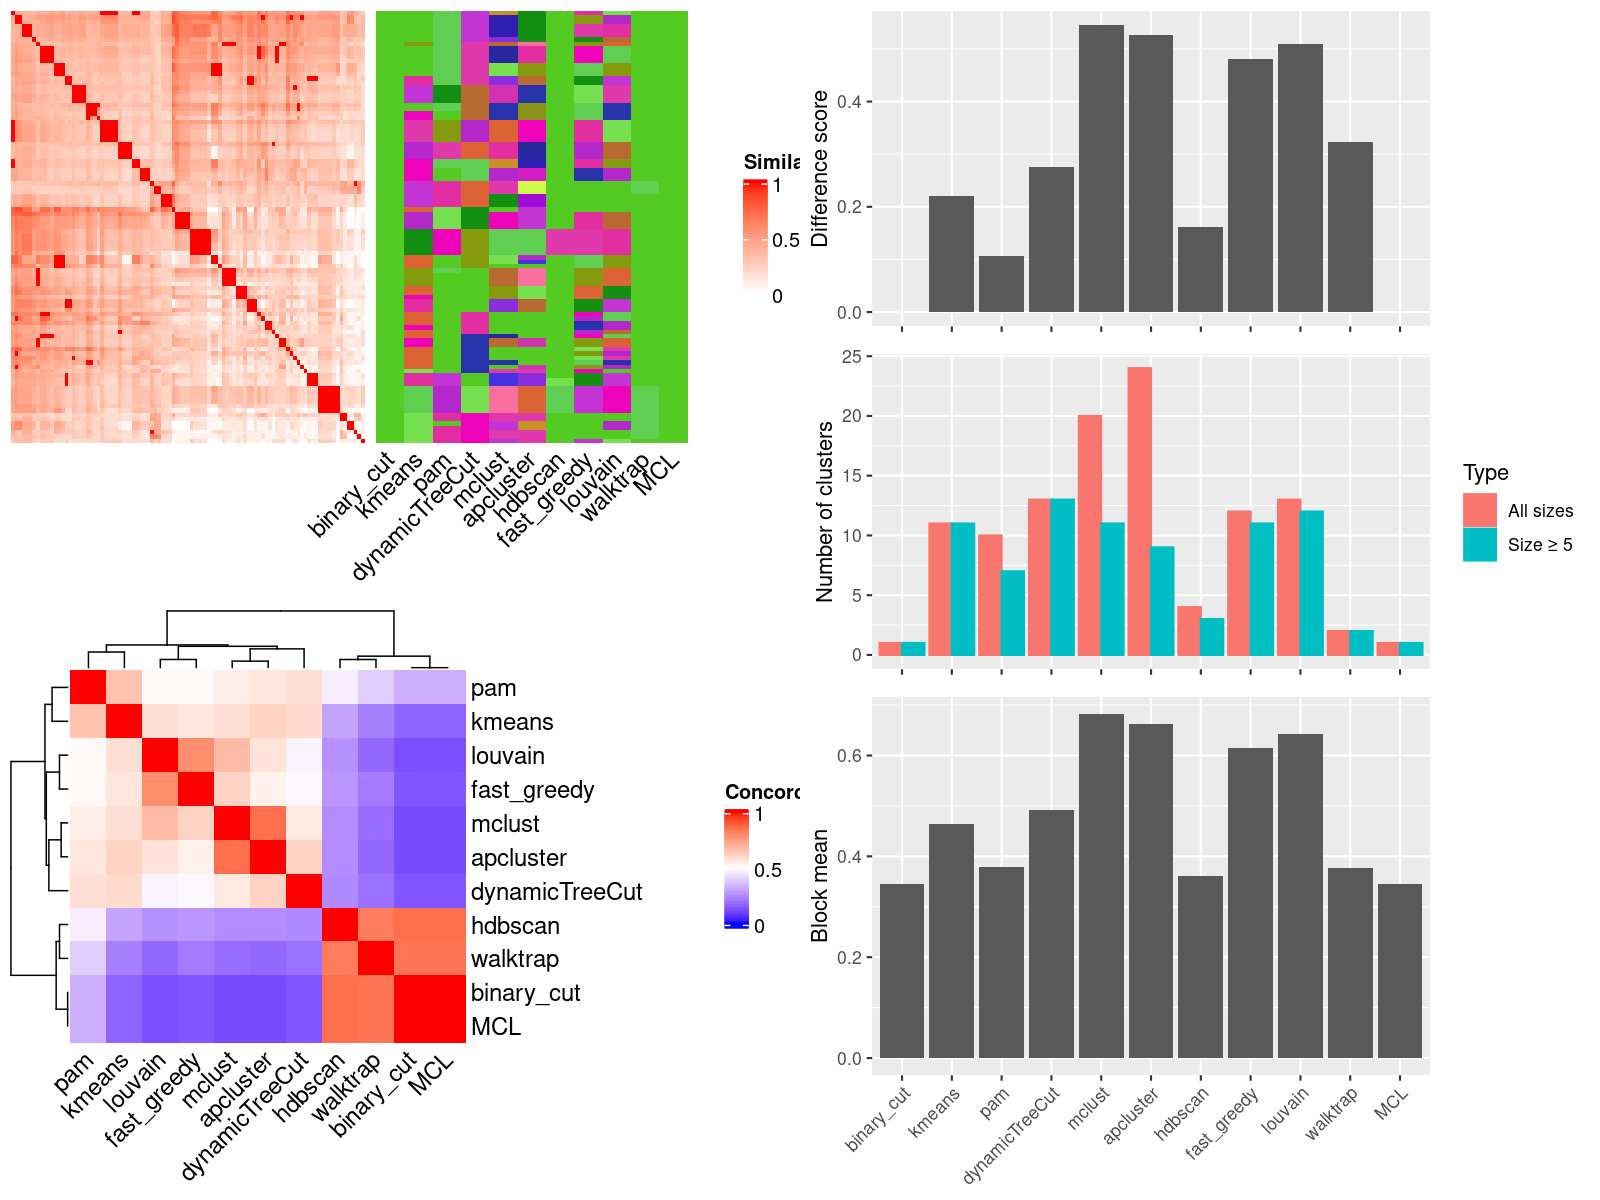 Simila
1
0.5
0
binary_cut
kmeans
pam
dynamicTreeCut
mclust
apcluster
hdbscan
fast_greedy
louvain
walktrap
MCL
pam
kmeans
louvain
fast_greedy
mclust
apcluster
dynamicTreeCut
hdbscan
walktrap
binary_cut
MCL
pam
kmeans
louvain
fast_greedy
mclust
apcluster
dynamicTreeCut
hdbscan
walktrap
binary_cut
MCL
Concord
1
0.5
0
Difference score
0.4
0.2
0.0
Number of clusters
25
20
15
10
5
0
Type
All sizes
Size ≥ 5
Block mean
0.6
0.4
0.2
0.0
binary_cut
kmeans
pam
dynamicTreeCut
mclust
apcluster
hdbscan
fast_greedy
louvain
walktrap
MCL